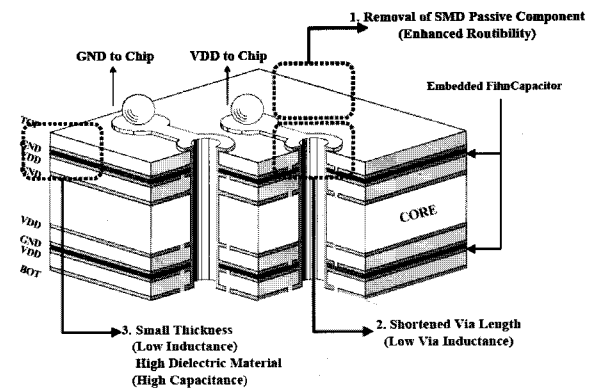 1. Removal of SMD Passive Component
(Enhanced Routibility)
GND to Chip
VDD to Chip
Embedded FihnCapacitor
GND
VDD
GND
CORE
VDD
GND
VDD
BOT
3. Small Thickness
(Low Inductance)
High Dielectric Material
(High Capacitance)
2. Shortened Via Length
(Low Via Inductance)